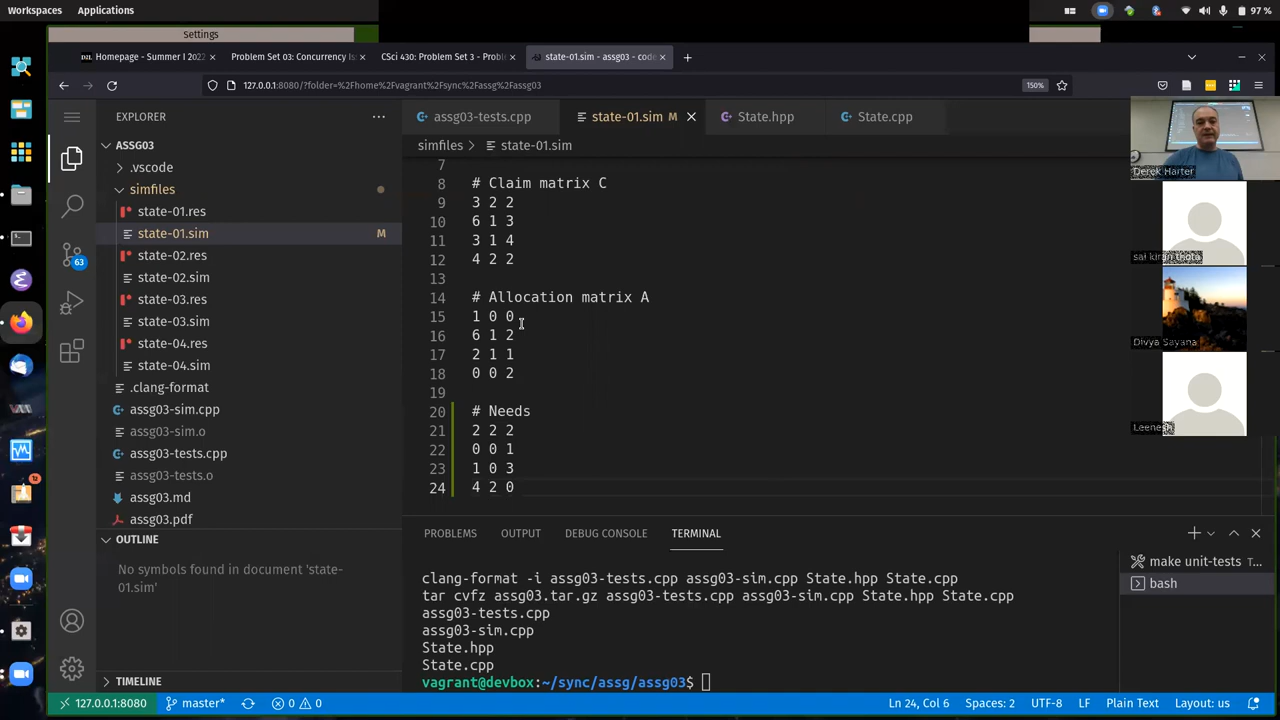 Workspaces Applications 97 %
Settings
Homepage - Summer I 2022
Problem Set 03: Concurrency Is
CSci 430: Problem Set 3 - Probler
state-01.sim - assg03 - code-
127.0.0.1:8080/?folder=%2Fhome%2Fvagrant%2Fsync%2Fassg%2Fassg03
150%
EXPLORER
ASSG03
.vscode
simfiles
state-01.res
state-01.sim M
state-02.res
state-02.sim
state-03.res
state-03.sim
state-04.res
state-04.sim
.clang-format
assg03-sim.cpp
assg03-sim.o
assg03-tests.cpp
assg03-tests.o
assg03.md
assg03.pdf
OUTLINE
No symbols found in document 'state-
01.sim'
TIMELINE
63
12
assg03-tests.cpp
state-01.sim M
State.hpp
State.cpp
simfiles > state-01.sim
7
8 # Claim matrix C
9 3 2 2
10 6 1 3
11 3 1 4
12 4 2 2
13
14 # Allocation matrix A
15 1 0 0
16 6 1 2
17 2 1 1
18 0 0 2
19
20 # Needs
21 2 2 2
22 0 0 1
23 1 0 3
24 4 2 0
PROBLEMS OUTPUT DEBUG CONSOLE TERMINAL
clang-format -i assg03-tests.cpp assg03-sim.cpp State.hpp State.cpp
tar cvfz assg03.tar.gz assg03-tests.cpp assg03-sim.cpp State.hpp State.cpp
assg03-tests.cpp
assg03-sim.cpp
State.hpp
State.cpp
vagrant@devbox:~/sync/assg/assg03$
make unit-tests T...
bash
Derek Harter
sai kiran thota
Divya Sayana
Leenesh
127.0.0.1:8080 master* 0 0
Ln 24, Col 6 Spaces: 2 UTF-8 LF Plain Text Layout: us